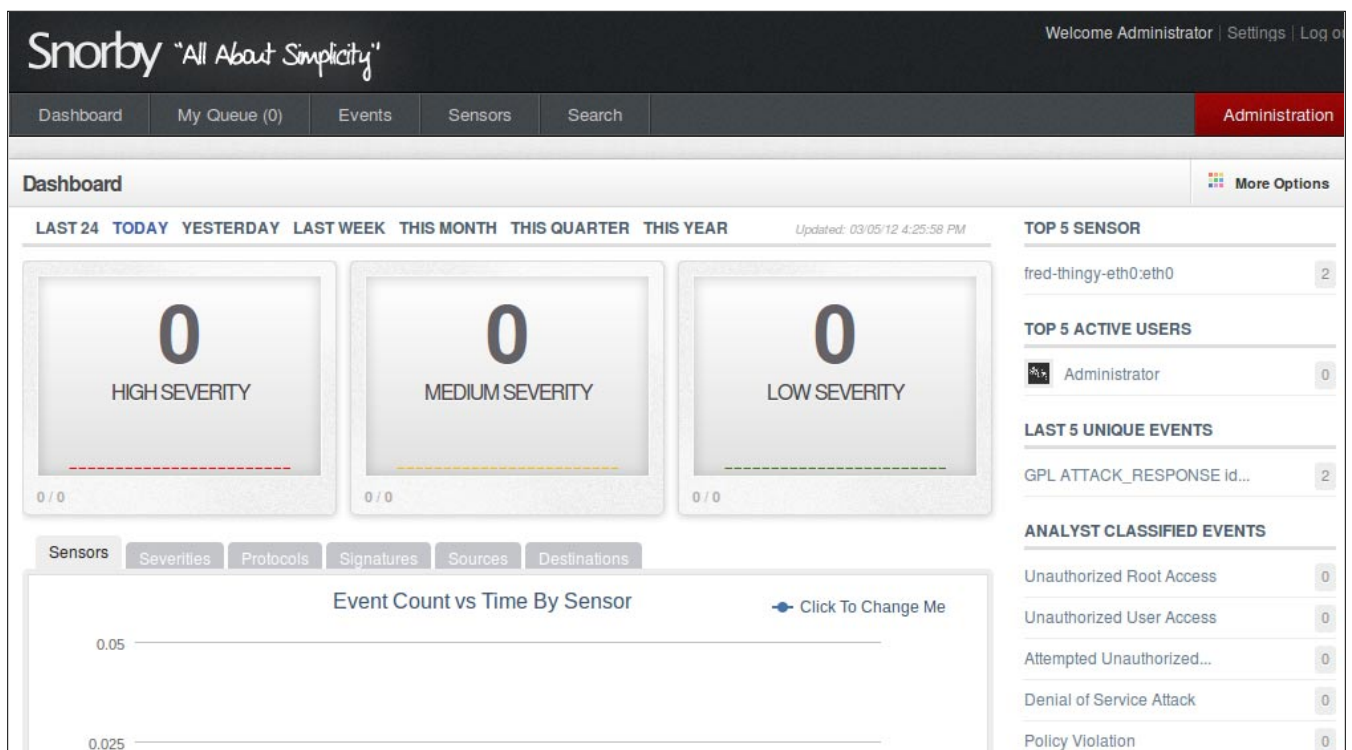 Snorby "All About Simplicity"
Welcome Administrator | Settings | Log
Dashboard My Queue (0) Events Sensors Search Administration
Dashboard
More Options
LAST 24 TODAY YESTERDAY LAST WEEK THIS MONTH THIS QUARTER THIS YEAR Updated: 03/05/12 4:25:58 PM
0
HIGH SEVERITY
0 / 0
0
MEDIUM SEVERITY
0 / 0
0
LOW SEVERITY
0 / 0
Sensors Severities Protocols Signatures Sources Destinations
Event Count vs Time By Sensor
Click To Change Me
0.05
0.025
TOP 5 SENSOR
fred-thingy-eth0:eth0 2
TOP 5 ACTIVE USERS
Administrator 0
LAST 5 UNIQUE EVENTS
GPL ATTACK_RESPONSE id... 2
ANALYST CLASSIFIED EVENTS
Unauthorized Root Access 0
Unauthorized User Access 0
Attempted Unauthorized... 0
Denial of Service Attack 0
Policy Violation 0